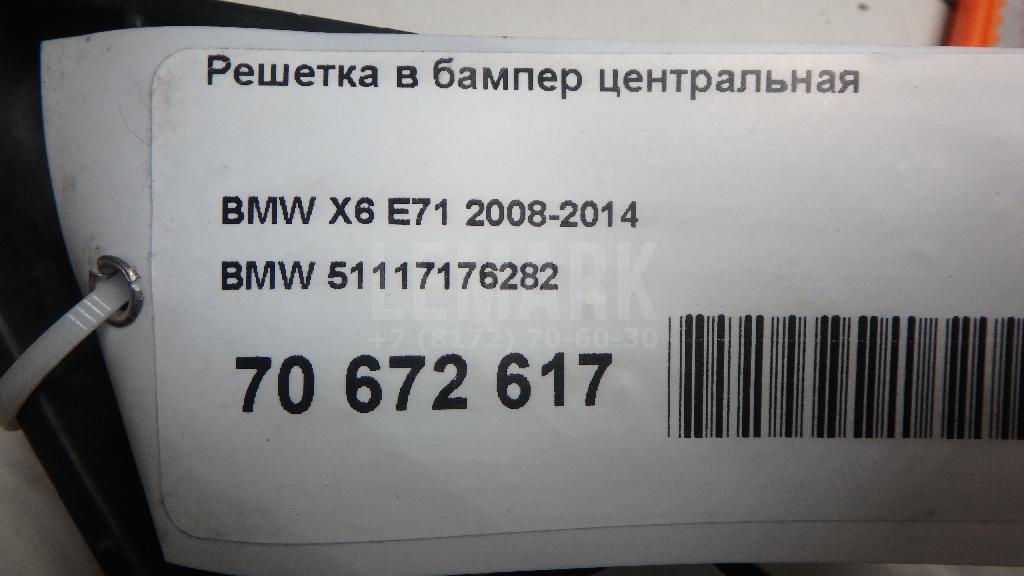 Решетка в бампер центральная
BMW X6 E71 2008-2014
BMW 51117176282
LEMARK
+7 (8172) 70-60-30
70 672 617